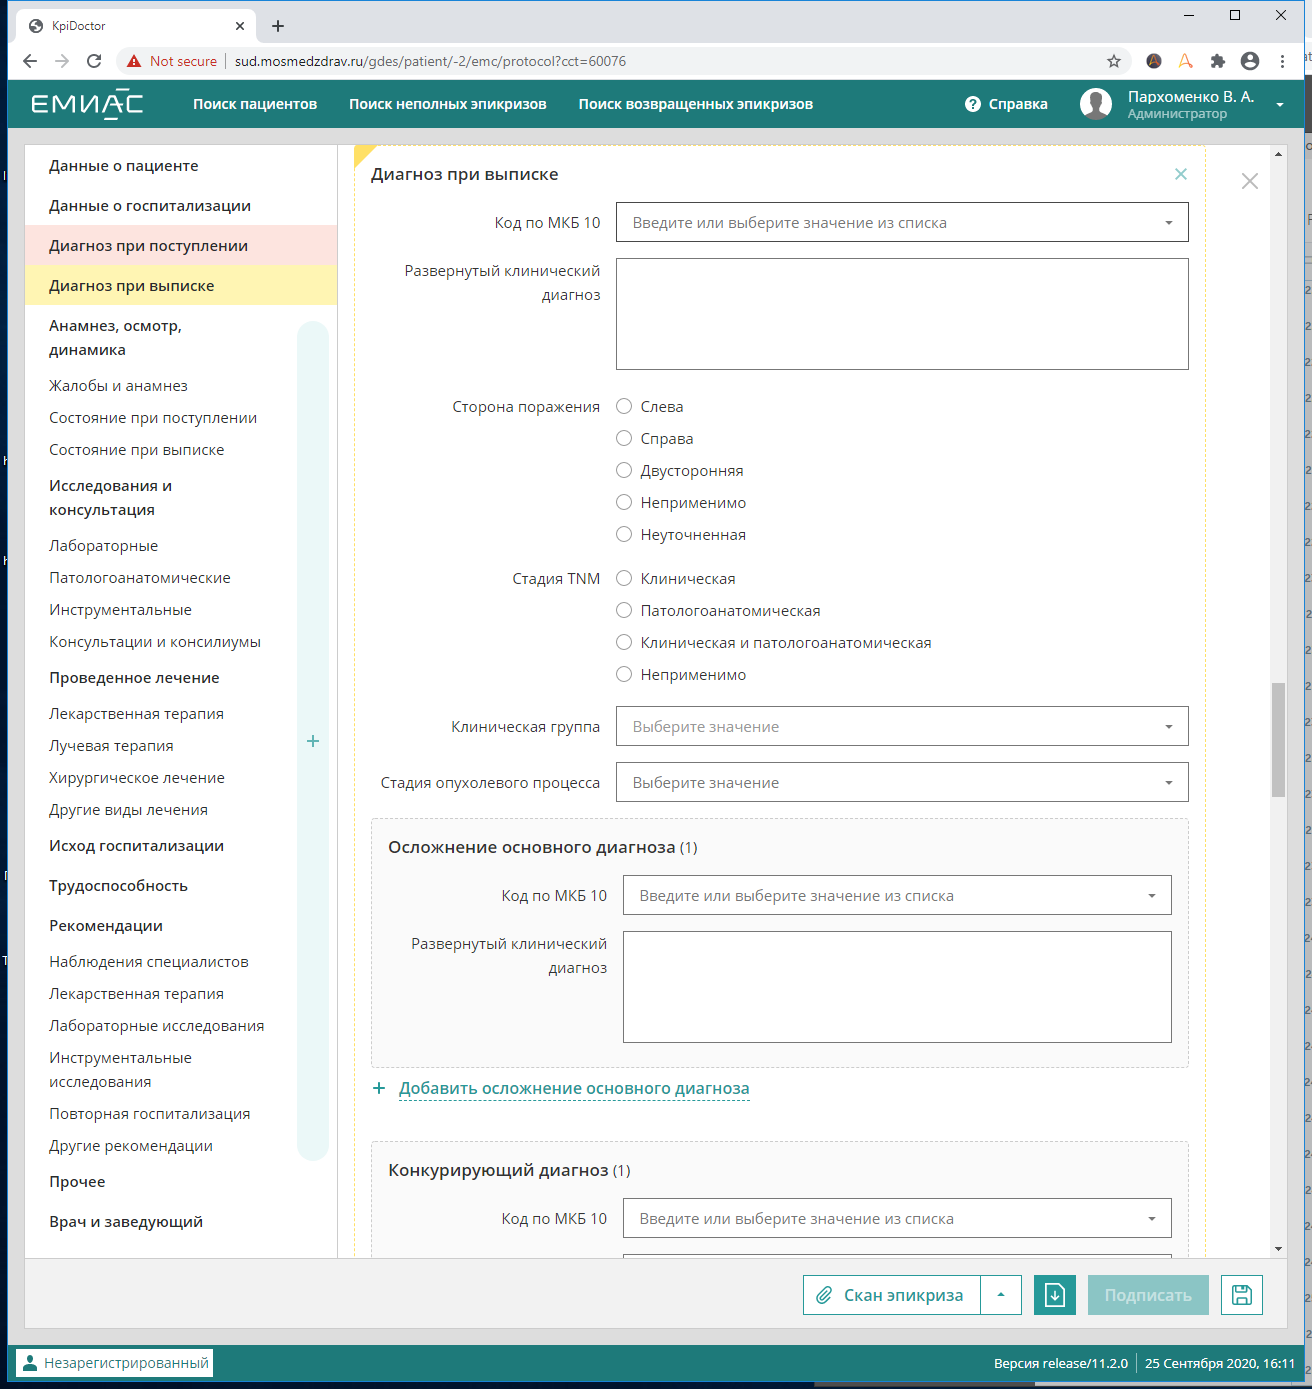 KpiDoctor
Not secure
sud.mosmedzdrav.ru/gdes/patient/-2/emc/protocol?cct=60076
ЕМИАС
Поиск пациентов
Поиск неполных эпикризов
Поиск возвращенных эпикризов
? Справка
Пархоменко В. А.
Администратор
Данные о пациенте
Данные о госпитализации
Диагноз при поступлении
Диагноз при выписке
Анамнез, осмотр,
динамика
Жалобы и анамнез
Состояние при поступлении
Состояние при выписке
Исследования и
консультация
Лабораторные
Патологоанатомические
Инструментальные
Консультации и консилиумы
Проведенное лечение
Лекарственная терапия
Лучевая терапия
Хирургическое лечение
Другие виды лечения
Исход госпитализации
Трудоспособность
Рекомендации
Наблюдения специалистов
Лекарственная терапия
Лабораторные исследования
Инструментальные
исследования
Повторная госпитализация
Другие рекомендации
Прочее
Врач и заведующий
+
Диагноз при выписке
Код по МКБ 10
Введите или выберите значение из списка
Развернутый клинический
диагноз
Сторона поражения
Слева
Справа
Двусторонняя
Неприменимо
Неуточненная
Стадия TNM
Клиническая
Патологоанатомическая
Клиническая и патологоанатомическая
Неприменимо
Клиническая группа
Выберите значение
Стадия опухолевого процесса
Выберите значение
Осложнение основного диагноза (1)
Код по МКБ 10
Введите или выберите значение из списка
Развернутый клинический
диагноз
+ Добавить осложнение основного диагноза
Конкурирующий диагноз (1)
Код по МКБ 10
Введите или выберите значение из списка
Скан эпикриза
Подписать
Незарегистрированный
Версия release/11.2.0
25 Сентября 2020, 16:11